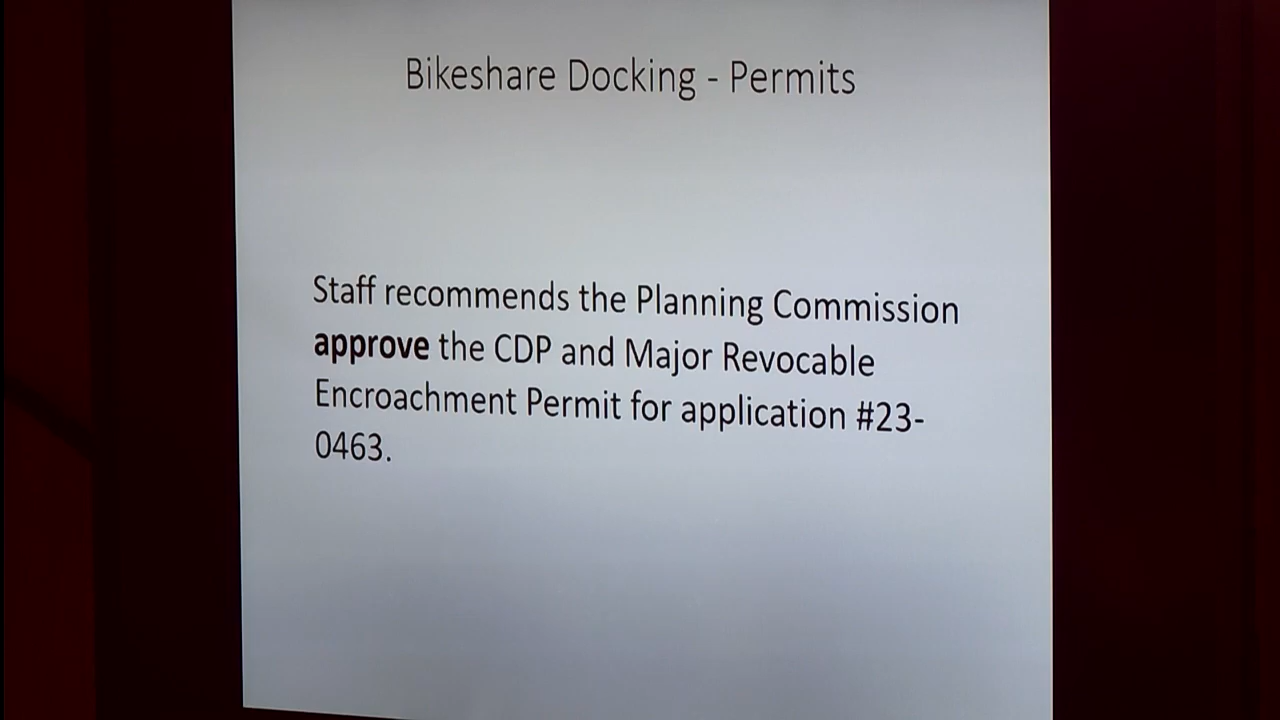 Bikeshare Docking - Permits
Staff recommends the Planning Commission
approve the CDP and Major Revocable
Encroachment Permit for application #23-
0463.